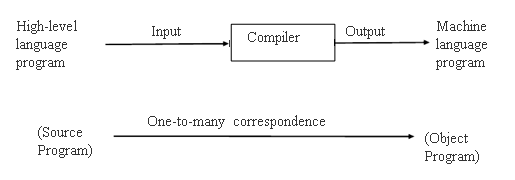 High-level
language
program
Input
Compiler
Output
Machine
language
program
One-to-many correspondence
(Source
Program)
(Object
Program)